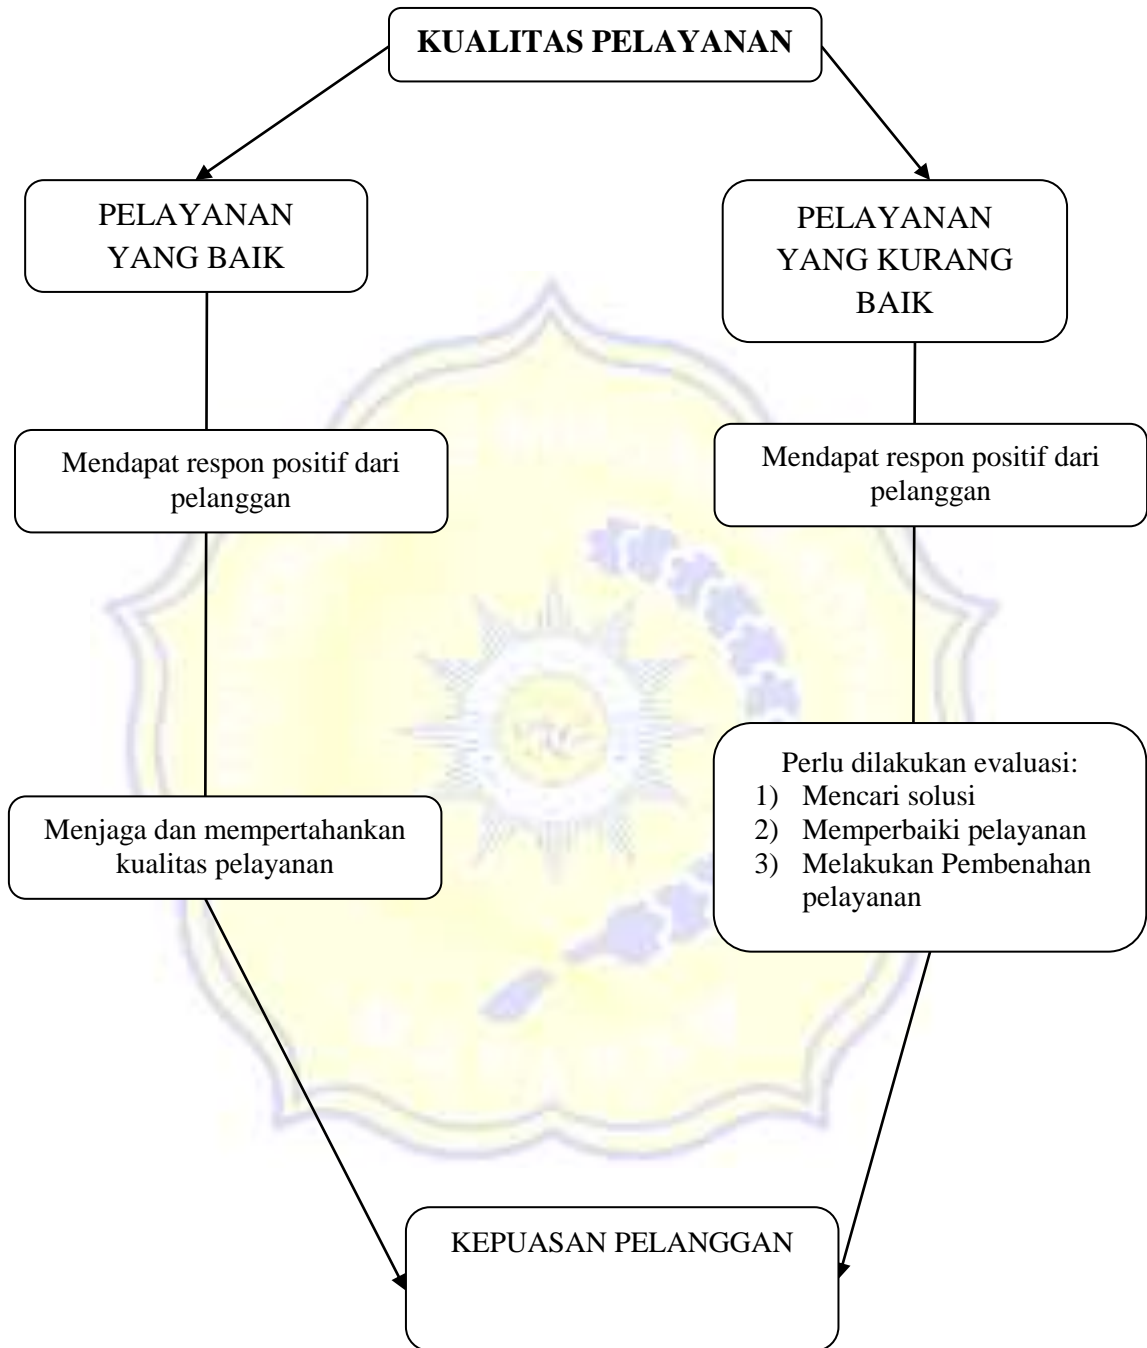 KUALITAS PELAYANAN
PELAYANAN
YANG BAIK
PELAYANAN
YANG KURANG
BAIK
Mendapat respon positif dari
pelanggan
Mendapat respon positif dari
pelanggan
Menjaga dan mempertahankan
kualitas pelayanan
Perlu dilakukan evaluasi:
1) Mencari solusi
2) Memperbaiki pelayanan
3) Melakukan Pembenahan
pelayanan
KEPUASAN PELANGGAN